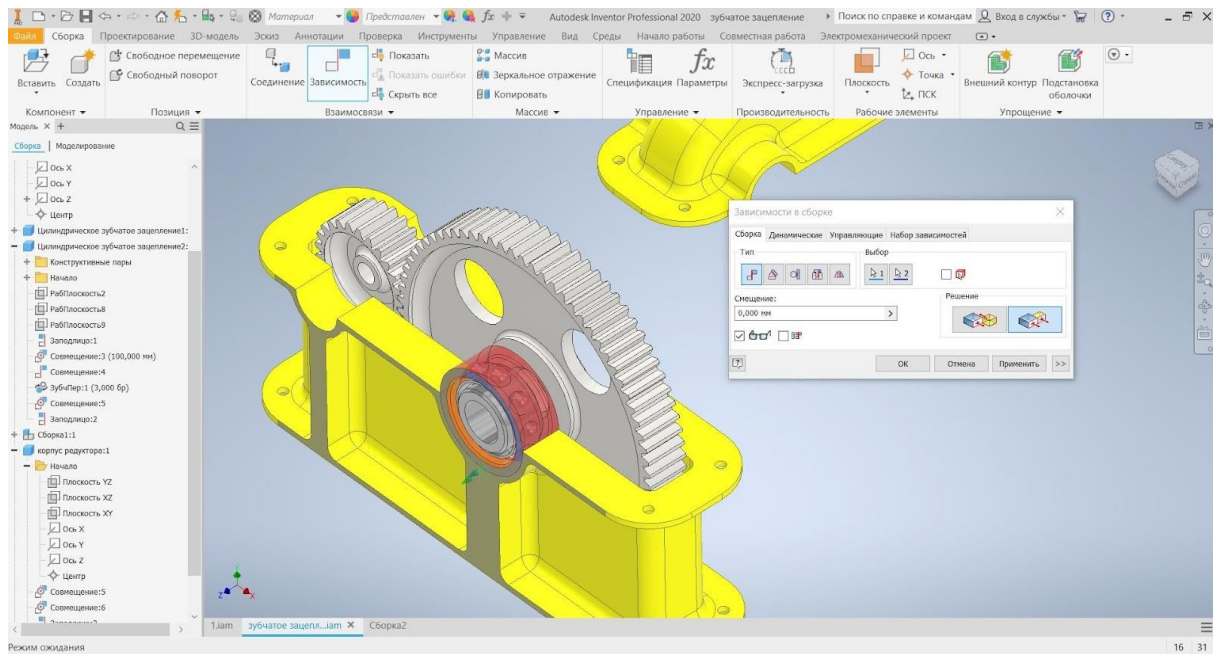 Материал
Представлен
fx
Autodesk Inventor Professional 2020 зубчатое зацепление
Поиск по справке и командам
Вход в службы
Файл Сборка Проектирование 3D-модель Эскиз Аннотации Проверка Инструменты Управление Вид Среды Начало работы Совместная работа Электромеханический проект
Вставить
Создать
Свободное перемещение
Свободный поворот
Соединение
Зависимость
Показать
Показать ошибки
Скрыть все
Массив
Зеркальное отражение
Копировать
Спецификация
fx
Параметры
Экспресс-загрузка
Плоскость
Ось
Точка
ПСК
Внешний контур
Подстановка оболочки
Компонент Позиция Взаимосвязи Массив Управление Производительность Рабочие элементы Упрощение
Модель
Сборка | Моделирование
Ось X
Ось Y
Ось Z
Центр
Цилиндрическое зубчатое зацепление1:
Цилиндрическое зубчатое зацепление2:
Конструктивные пары
Начало
РабПлоскость2
РабПлоскость8
РабПлоскость9
Заподлицо:1
Совмещение:3 (100,000 мм)
Совмещение:4
ЗубчПер:1 (3,000 бр)
Совмещение:5
Заподлицо:2
Сборка1:1
корпус редуктора:1
Начало
Плоскость YZ
Плоскость XZ
Плоскость XY
Ось X
Ось Y
Ось Z
Центр
Совмещение:5
Совмещение:6
Зависимости в сборке
Сборка Динамические Управляющие Набор зависимостей
Тип
Выбор
1 2
Смещение:
0,000 мм
Решение
ОК Отмена Применить >>
Z X
1.iam зубчатое зацепл...iam Сборка2
Режим ожидания
16 31